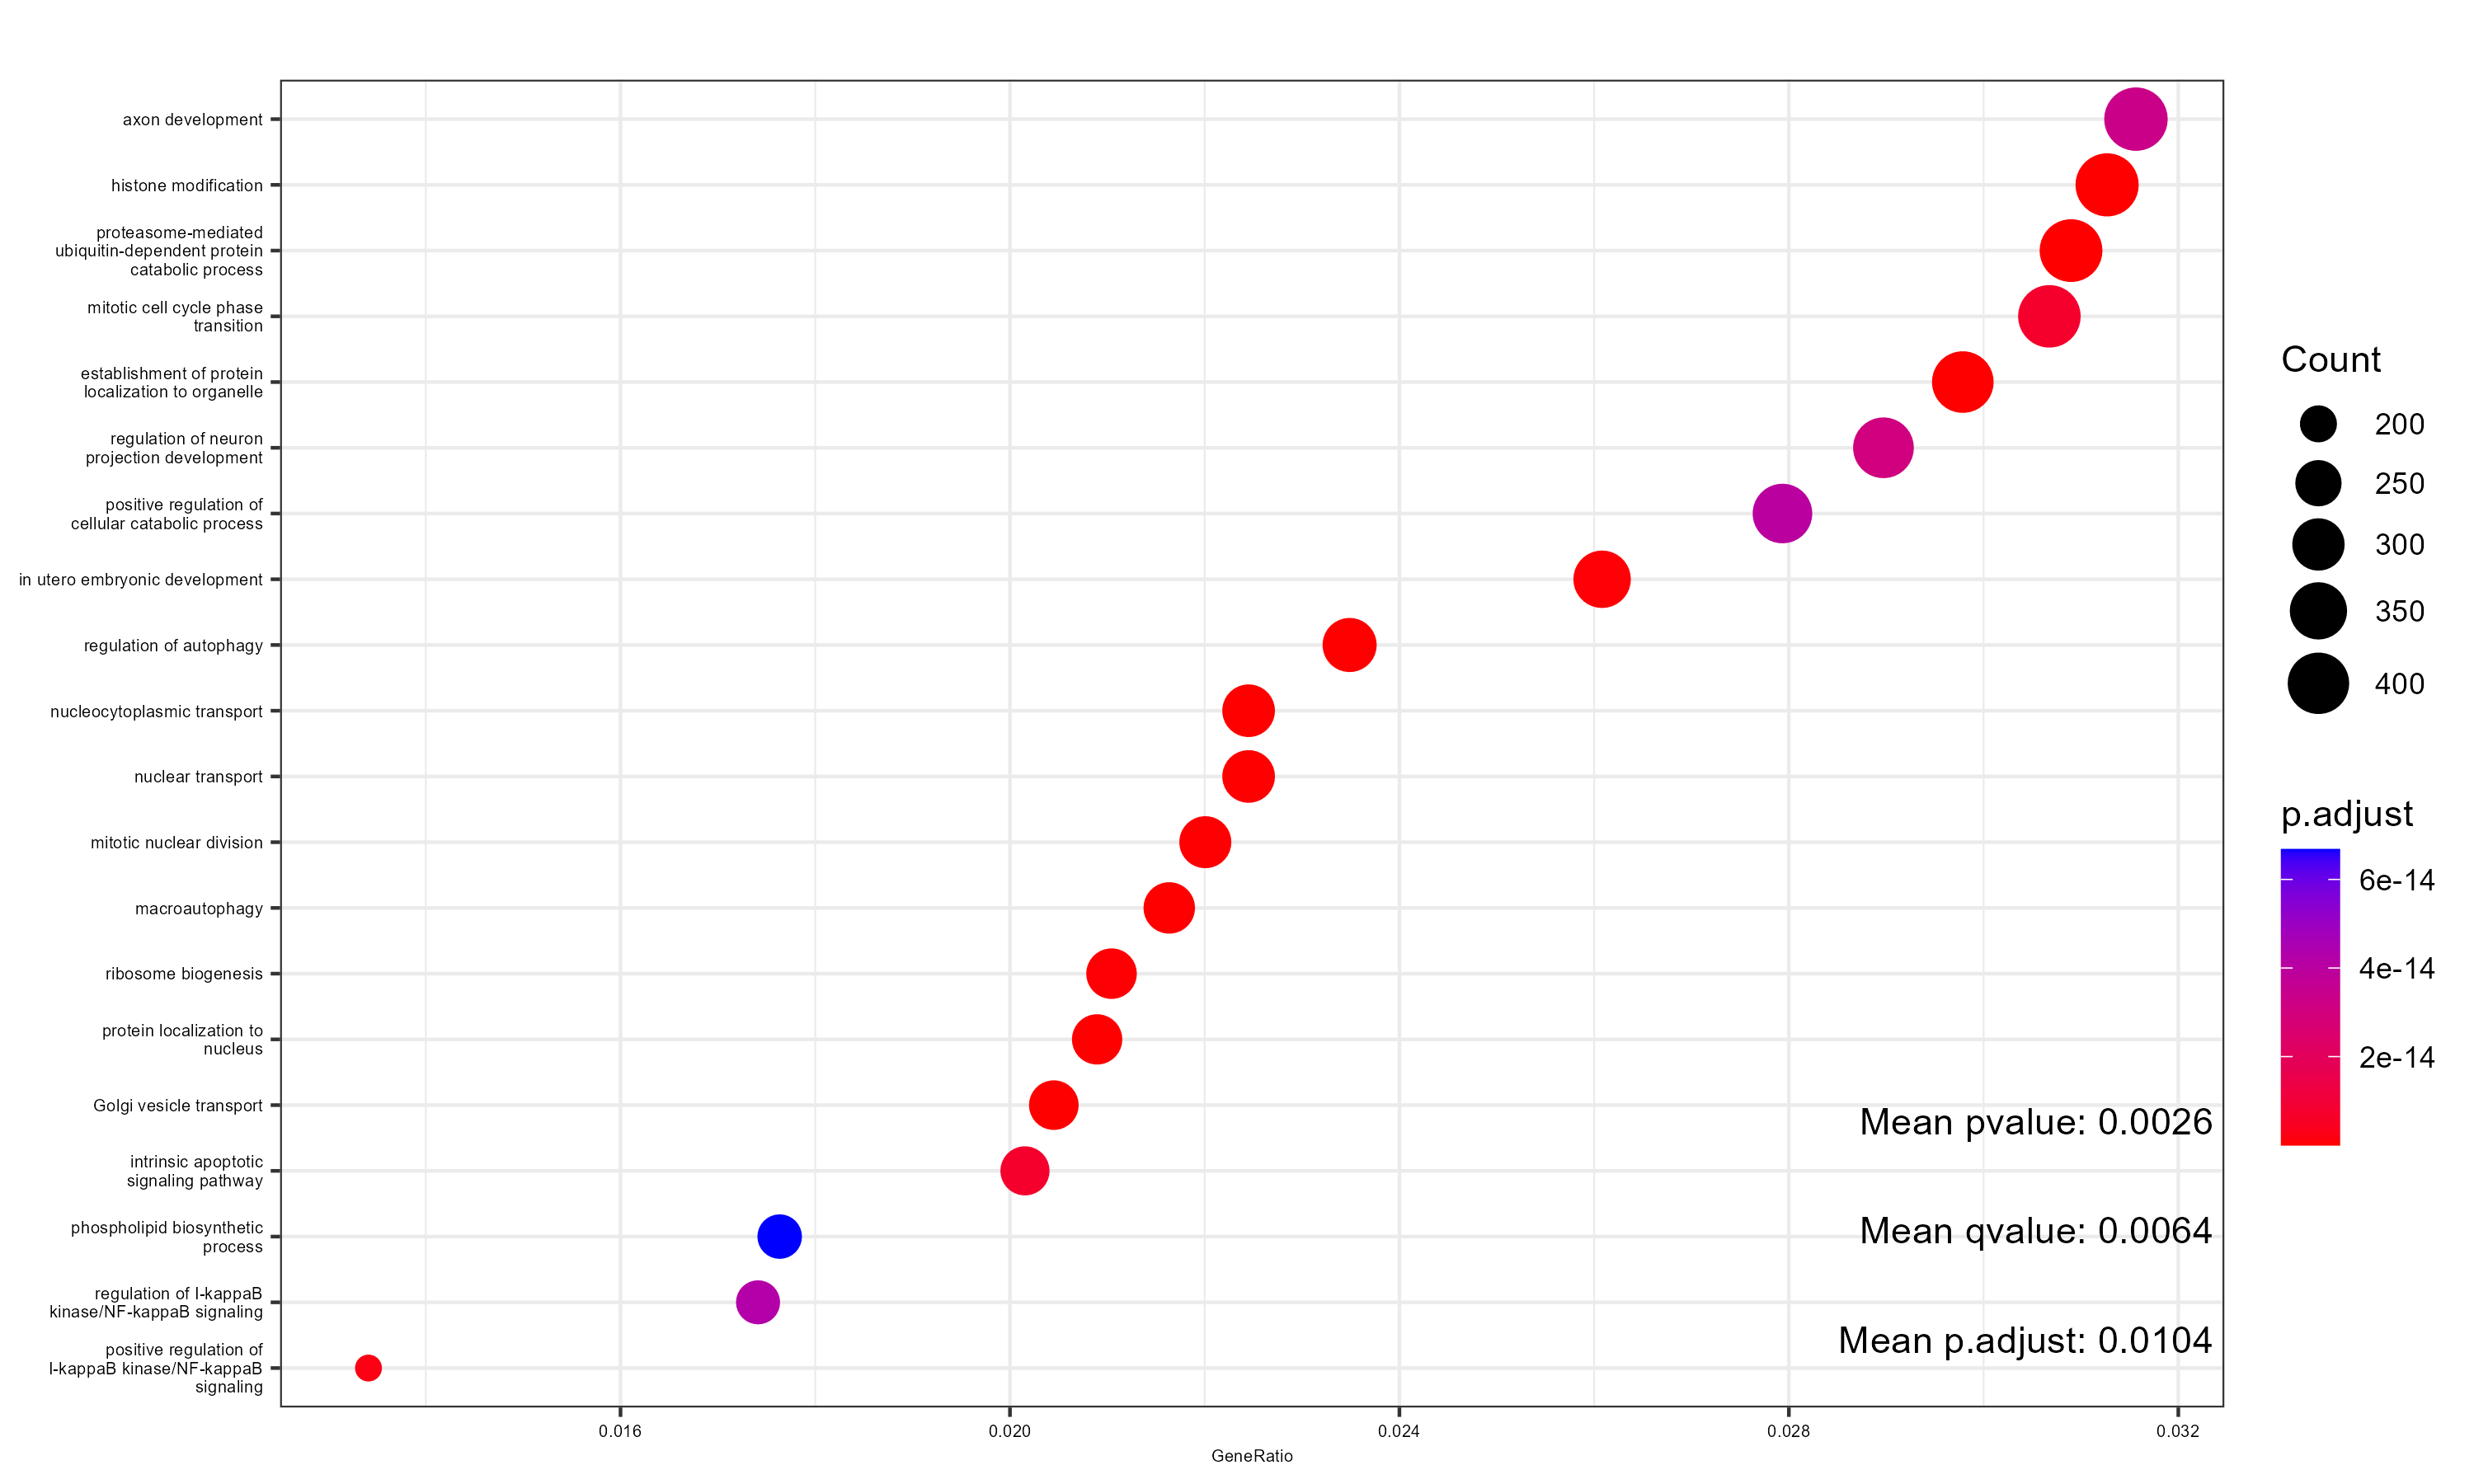 axon development
histone modification
proteasome-mediated
ubiquitin-dependent protein
catabolic process
mitotic cell cycle phase
transition
establishment of protein
localization to organelle
regulation of neuron
projection development
positive regulation of
cellular catabolic process
in utero embryonic development
regulation of autophagy
nucleocytoplasmic transport
nuclear transport
mitotic nuclear division
macroautophagy
ribosome biogenesis
protein localization to
nucleus
Golgi vesicle transport
intrinsic apoptotic
signaling pathway
phospholipid biosynthetic
process
regulation of I-kappaB
kinase/NF-kappaB signaling
positive regulation of
I-kappaB kinase/NF-kappaB
signaling
Mean pvalue: 0.0026
Mean qvalue: 0.0064
Mean p.adjust: 0.0104
0.016
0.020
0.024
0.028
0.032
GeneRatio
Count
200
250
300
350
400
p.adjust
6e-14
4e-14
2e-14